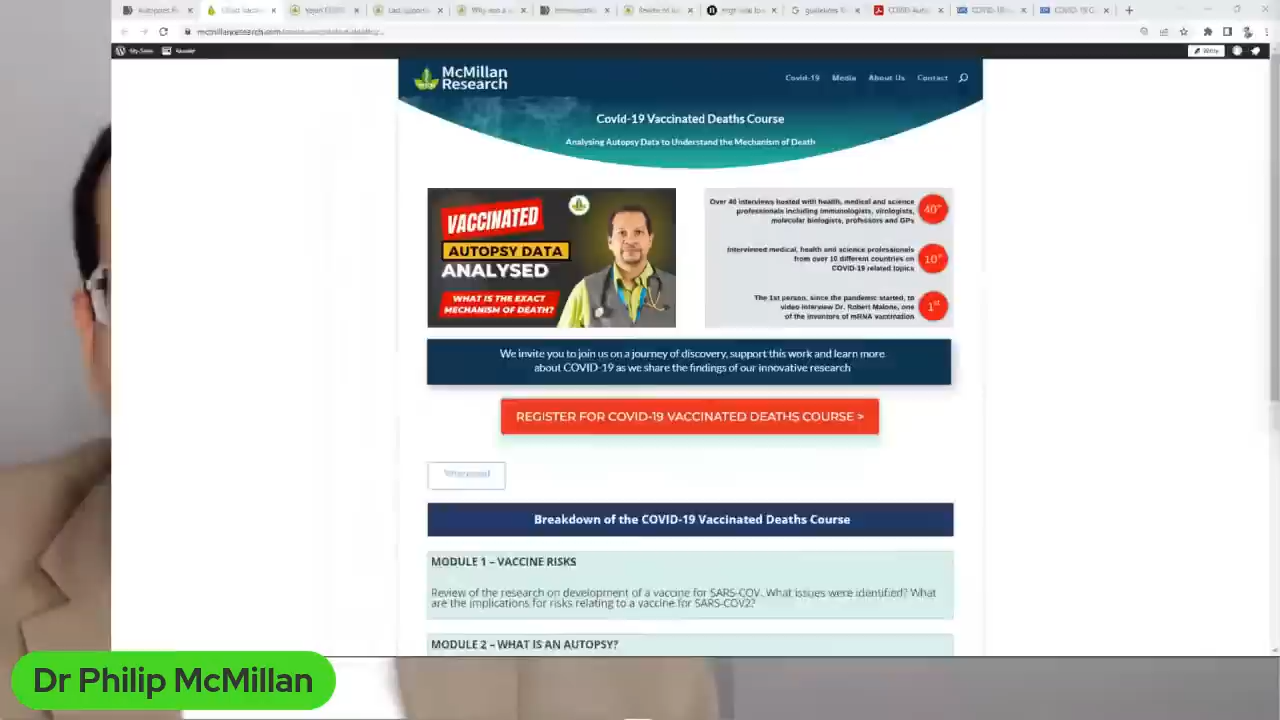 McMillan
Research
Covid-19 Media About Us Contact
Covid-19 Vaccinated Deaths Course
Analysing Autopsy Data to Understand the Mechanism of Death
VACCINATED
AUTOPSY DATA
ANALYSED
WHAT IS THE EXACT
MECHANISM OF DEATH?
Over 40 interviews hosted with health, medical and science
professionals including immunologists, virologists,
molecular biologists, professors and GPs
40+
Interviewed medical, health and science professionals
from over 10 different countries on
COVID-19 related topics
10+
The 1st person, since the pandemic started, to
video interview Dr. Robert Malone, one
of the inventors of mRNA vaccination
1st
We invite you to join us on a journey of discovery, support this work and learn more
about COVID-19 as we share the findings of our innovative research
REGISTER FOR COVID-19 VACCINATED DEATHS COURSE >
Breakdown of the COVID-19 Vaccinated Deaths Course
MODULE 1 – VACCINE RISKS
Review of the research on development of a vaccine for SARS-COV. What issues were identified? What
are the implications for risks relating to a vaccine for SARS-COV2?
MODULE 2 – WHAT IS AN AUTOPSY?
Dr Philip McMillan